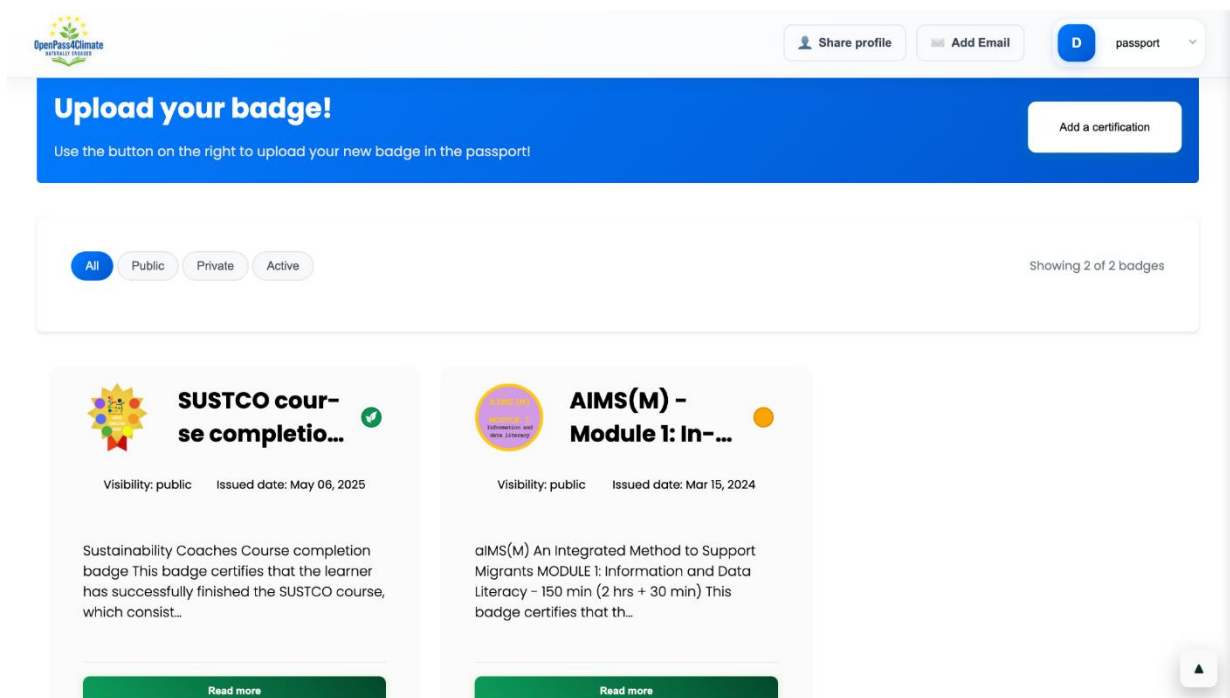 OpenPass4Climate
NATURALLY ENGAGED
Share profile
Add Email
D
passport
Upload your badge!
Use the button on the right to upload your new badge in the passport!
Add a certification
All
Public
Private
Active
Showing 2 of 2 badges
SUSTCO cour-
se completio...
Visibility: public
Issued date: May 06, 2025
Sustainability Coaches Course completion
badge This badge certifies that the learner
has successfully finished the SUSTCO course,
which consist...
Read more
AIMS (M)
MODULE 1
Information and
data literacy
AIMS(M) -
Module 1: In-...
Visibility: public
Issued date: Mar 15, 2024
aIMS(M) An Integrated Method to Support
Migrants MODULE 1: Information and Data
Literacy - 150 min (2 hrs + 30 min) This
badge certifies that th...
Read more